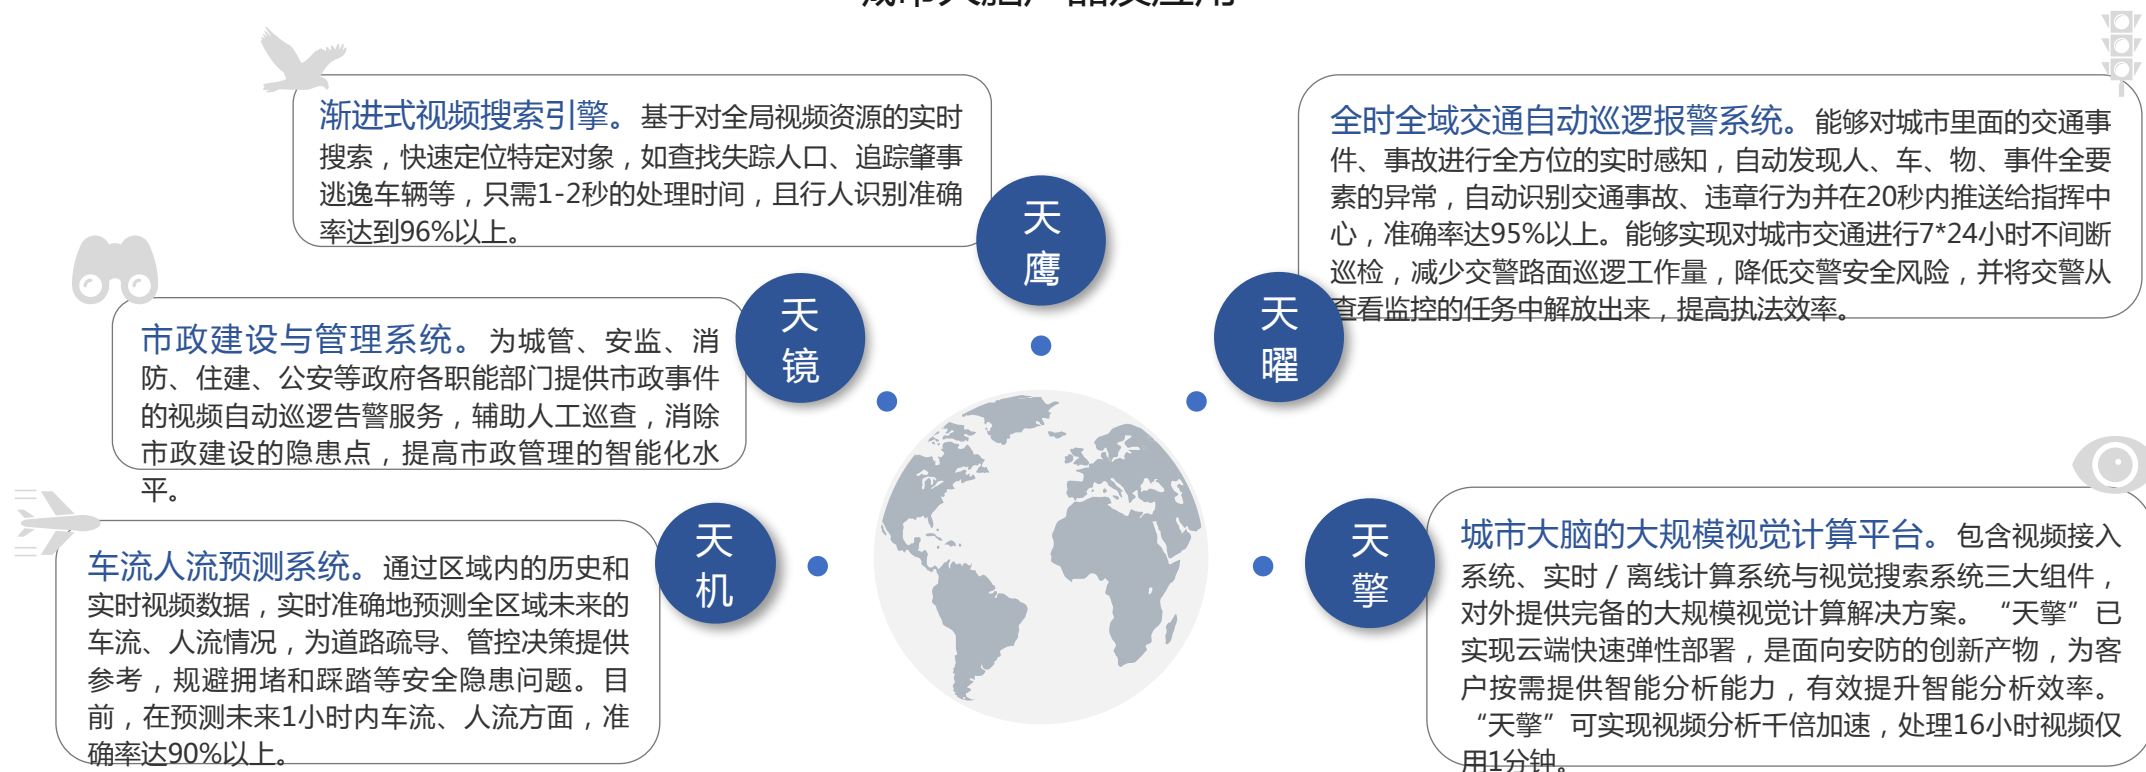 城市大脑产品及应用
渐进式视频搜索引擎。基于对全局视频资源的实时
搜索，快速定位特定对象，如查找失踪人口、追踪肇事
逃逸车辆等，只需1-2秒的处理时间，且行人识别准确
率达到96%以上。
天
鹰
全时全域交通自动巡逻报警系统。能够对城市里面的交通事
件、事故进行全方位的实时感知，自动发现人、车、物、事件全要
素的异常，自动识别交通事故、违章行为并在20秒内推送给指挥中
心，准确率达95%以上。能够实现对城市交通进行7*24小时不间断
巡检，减少交警路面巡逻工作量，降低交警安全风险，并将交警从
查看监控的任务中解放出来，提高执法效率。
天
曜
市政建设与管理系统。为城管、安监、消
防、住建、公安等政府各职能部门提供市政事件
的视频自动巡逻告警服务，辅助人工巡查，消除
市政建设的隐患点，提高市政管理的智能化水
平。
天
镜
车流人流预测系统。通过区域内的历史和
实时视频数据，实时准确地预测全区域未来的
车流、人流情况，为道路疏导、管控决策提供
参考，规避拥堵和踩踏等安全隐患问题。目
前，在预测未来1小时内车流、人流方面，准
确率达90%以上。
天
机
天
擎
城市大脑的大规模视觉计算平台。包含视频接入
系统、实时/离线计算系统与视觉搜索系统三大组件，
对外提供完备的大规模视觉计算解决方案。“天擎”已
实现云端快速弹性部署，是面向安防的创新产物，为客
户按需提供智能分析能力，有效提升智能分析效率。
“天擎”可实现视频分析千倍加速，处理16小时视频仅
用1分钟。